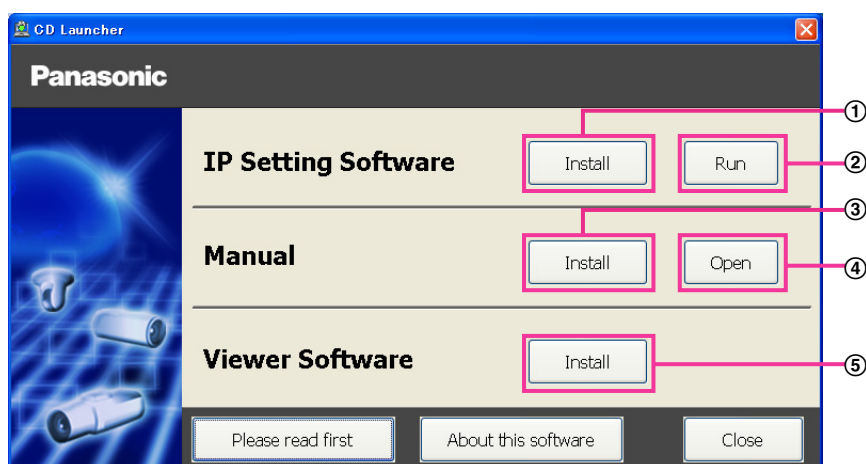 CD Launcher
Panasonic
①
IP Setting Software Install Run ②
③
Manual Install Open ④
Viewer Software Install ⑤
Please read first About this software Close